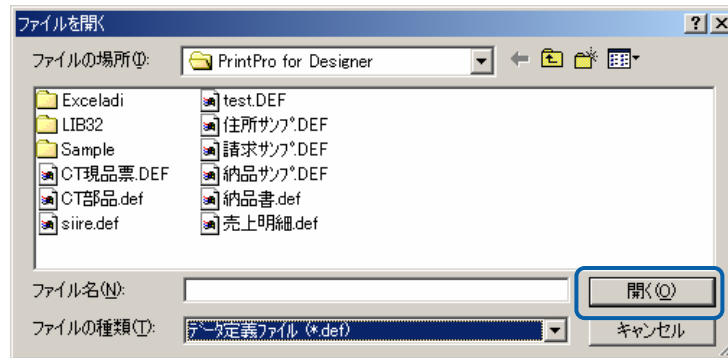 ファイルを開く
ファイルの場所(I): PrintPro for Designer
Exceladi
LIB32
Sample
CT現品票.DEF
CT部品.def
siire.def
test.DEF
住所サンプ.DEF
請求サンプ.DEF
納品サンプ.DEF
納品書.def
売上明細.def
ファイル名(N): 開く(O)
ファイルの種類(T): データ定義ファイル (*.def) キャンセル